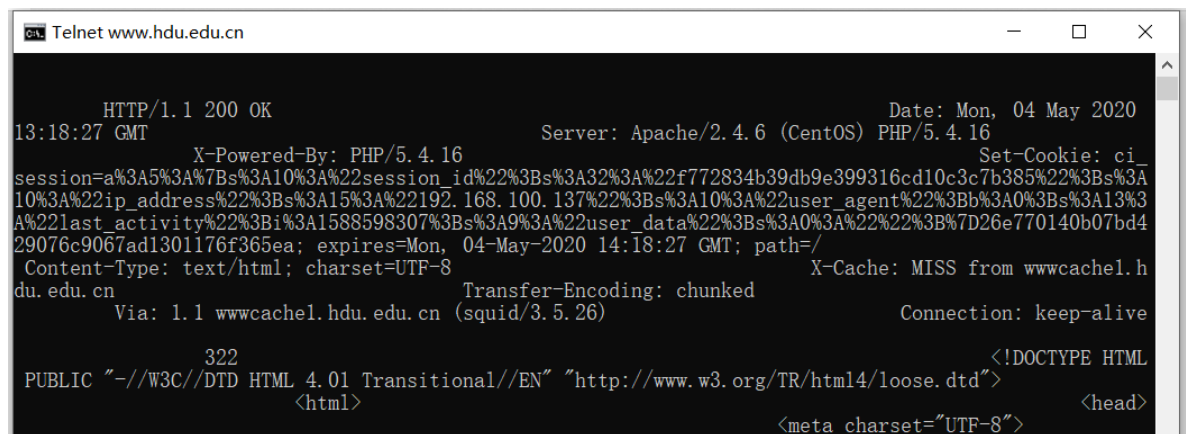 Telnet www.hdu.edu.cn
HTTP/1.1 200 OK Date: Mon, 04 May 2020
13:18:27 GMT Server: Apache/2.4.6 (CentOS) PHP/5.4.16
X-Powered-By: PHP/5.4.16 Set-Cookie: ci_
session=a%3A5%3A%7Bs%3A10%3A%22session_id%22%3Bs%3A32%3A%22f772834b39db9e399316cd10c3c7b385%22%3Bs%3A
10%3A%22ip_address%22%3Bs%3A15%3A%22192.168.100.137%22%3Bs%3A10%3A%22user_agent%22%3Bb%3A0%3Bs%3A13%3
A%22last_activity%22%3Bi%3A1588598307%3Bs%3A9%3A%22user_data%22%3Bs%3A0%3A%22%22%3B%7D26e770140b07bd4
29076c9067ad1301176f365ea; expires=Mon, 04-May-2020 14:18:27 GMT; path=/
Content-Type: text/html; charset=UTF-8 X-Cache: MISS from wwwcache1.h
du.edu.cn Transfer-Encoding: chunked
Via: 1.1 wwwcache1.hdu.edu.cn (squid/3.5.26) Connection: keep-alive
322 <!DOCTYPE HTML
PUBLIC "-//W3C//DTD HTML 4.01 Transitional//EN" "http://www.w3.org/TR/html4/loose.dtd">
<html> <head>
<meta charset="UTF-8">